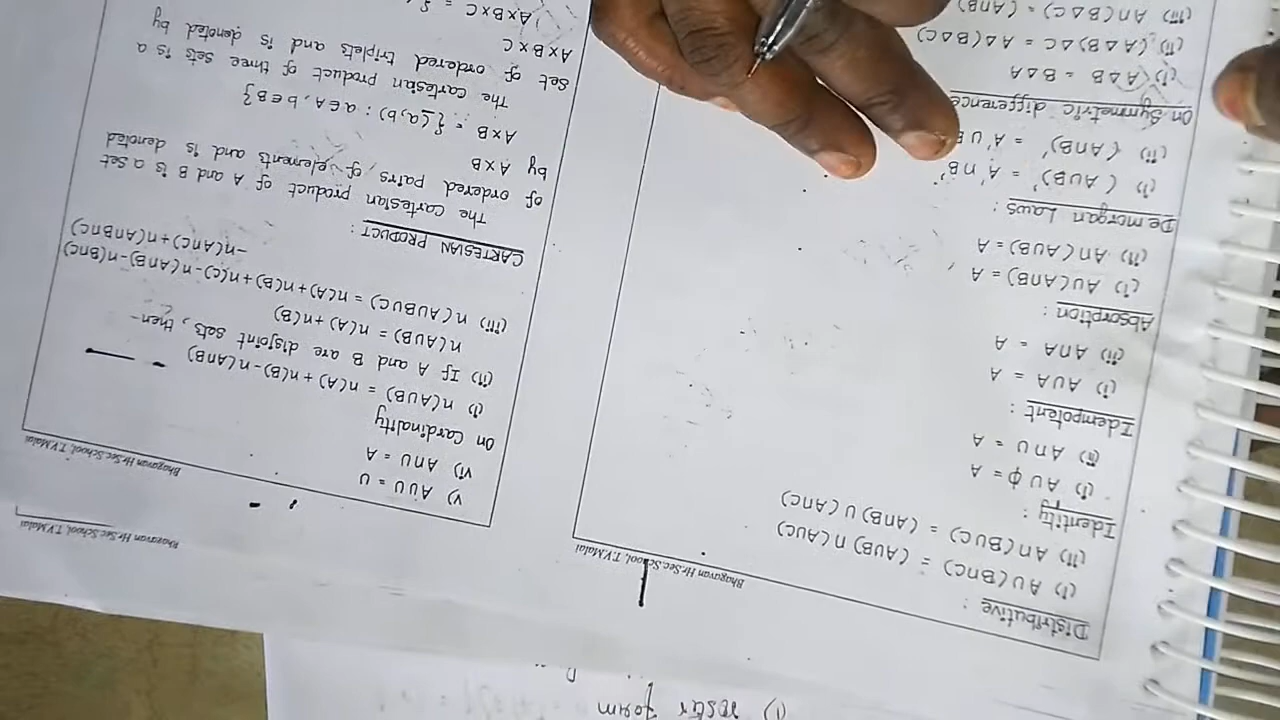 Distributive :
(i) A∪(B∩C) = (A∪B)∩(A∪C)
(ii) A∩(B∪C) = (A∩B)∪(A∩C)
Identity :
(i) A∪ϕ = A
(ii) A∩U = A
Idempotent :
(i) A∪A = A
(ii) A∩A = A
Absorption :
(i) A∪(A∩B) = A
(ii) A∩(A∪B) = A
De morgan Laws :
(i) (A∪B)' = A'∩B'
(ii) (A∩B)' = A'∪B
On Symmetric difference
(i) A∆B = B∆A
(ii) (A∆B)∆C = A∆(B∆C)
(iii) A∩(B∆C) = (A∩B)
Bhagavan Hr.Sec.School, T.V.Malai
v) A∪U = U
vi) A∩U = A
On Cardinality
(i) n(A∪B) = n(A)+n(B)-n(A∩B)
(ii) If A and B are disjoint sets, then-
n(A∪B) = n(A)+n(B)
(iii) n(A∪B∪C) = n(A)+n(B)+n(C)-n(A∩B)-n(B∩C)
-n(A∩C)+n(A∩B∩C)
CARTESIAN PRODUCT :
The cartesian product of A and B is a set
of ordered pairs of elements and is denoted
by A×B
A×B = {(a,b) : a∈A, b∈B}
The cartesian product of three sets is a
set of ordered triplets and is denoted by
A×B×C
A×B×C = {
Bhagavan Hr.Sec.School, T.V.Malai
Bhagavan Hr.Sec.School, T.V.Malai
(i) form